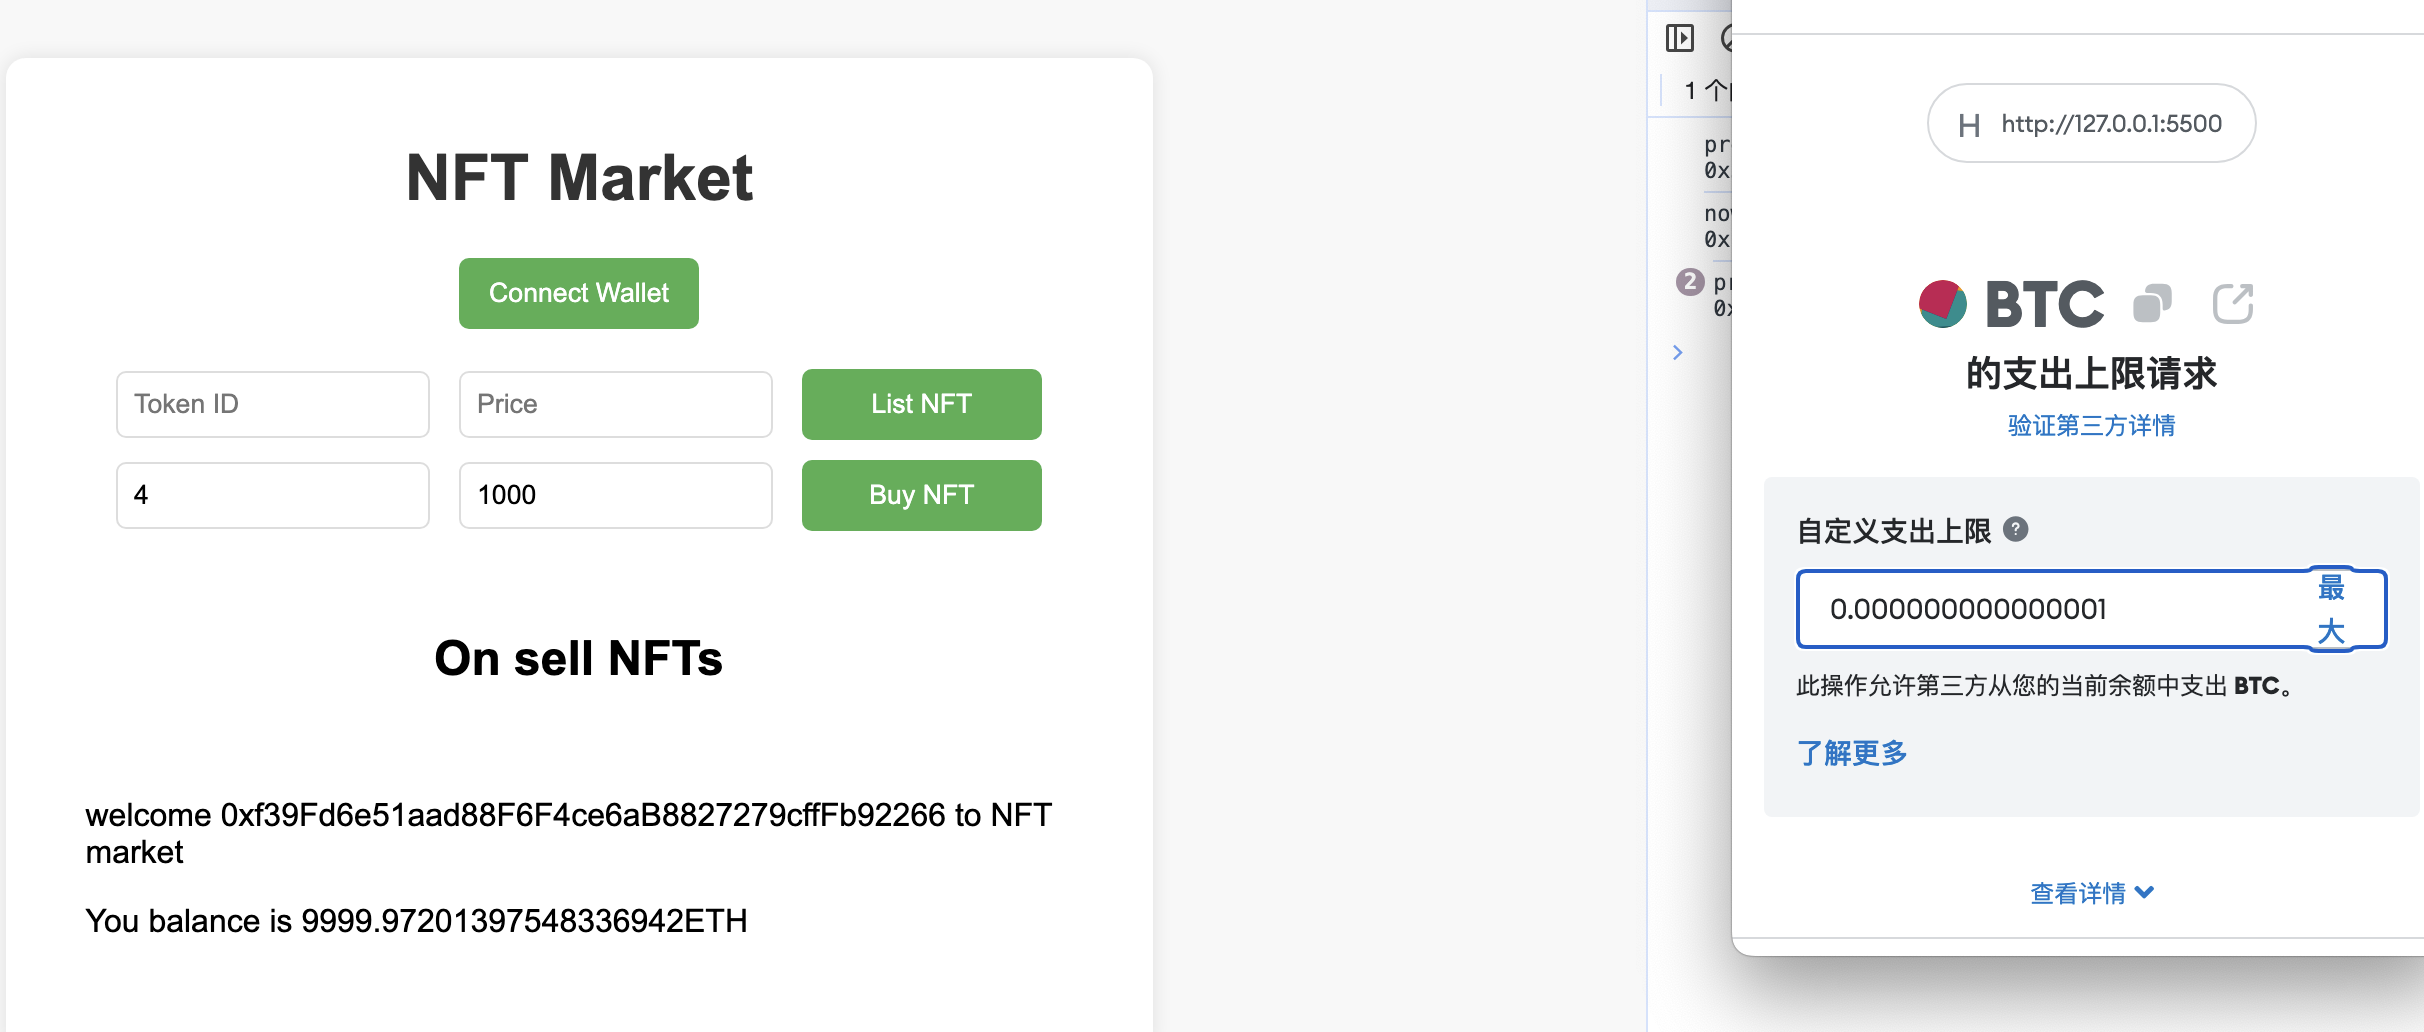 NFT Market
Connect Wallet
Token ID
Price
List NFT
4
1000
Buy NFT
On sell NFTs
welcome 0xf39Fd6e51aad88F6F4ce6aB8827279cffFb92266 to NFT
market
You balance is 9999.97201397548336942ETH
1 个
0x
0x
2
H http://127.0.0.1:5500
BTC
的支出上限请求
验证第三方详情
自定义支出上限 ?
0.000000000000001
最
大
此操作允许第三方从您的当前余额中支出 BTC。
了解更多
查看详情